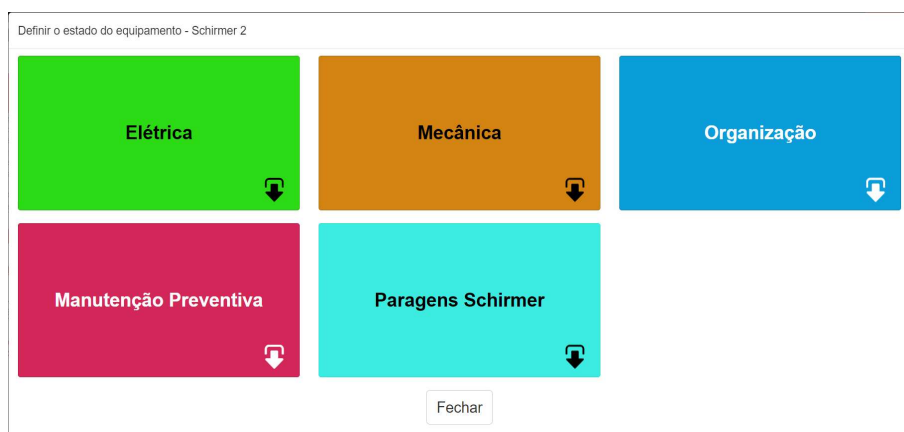 Definir o estado do equipamento - Schirmer 2
Elétrica
Mecânica
Organização
Manutenção Preventiva
Paragens Schirmer
Fechar